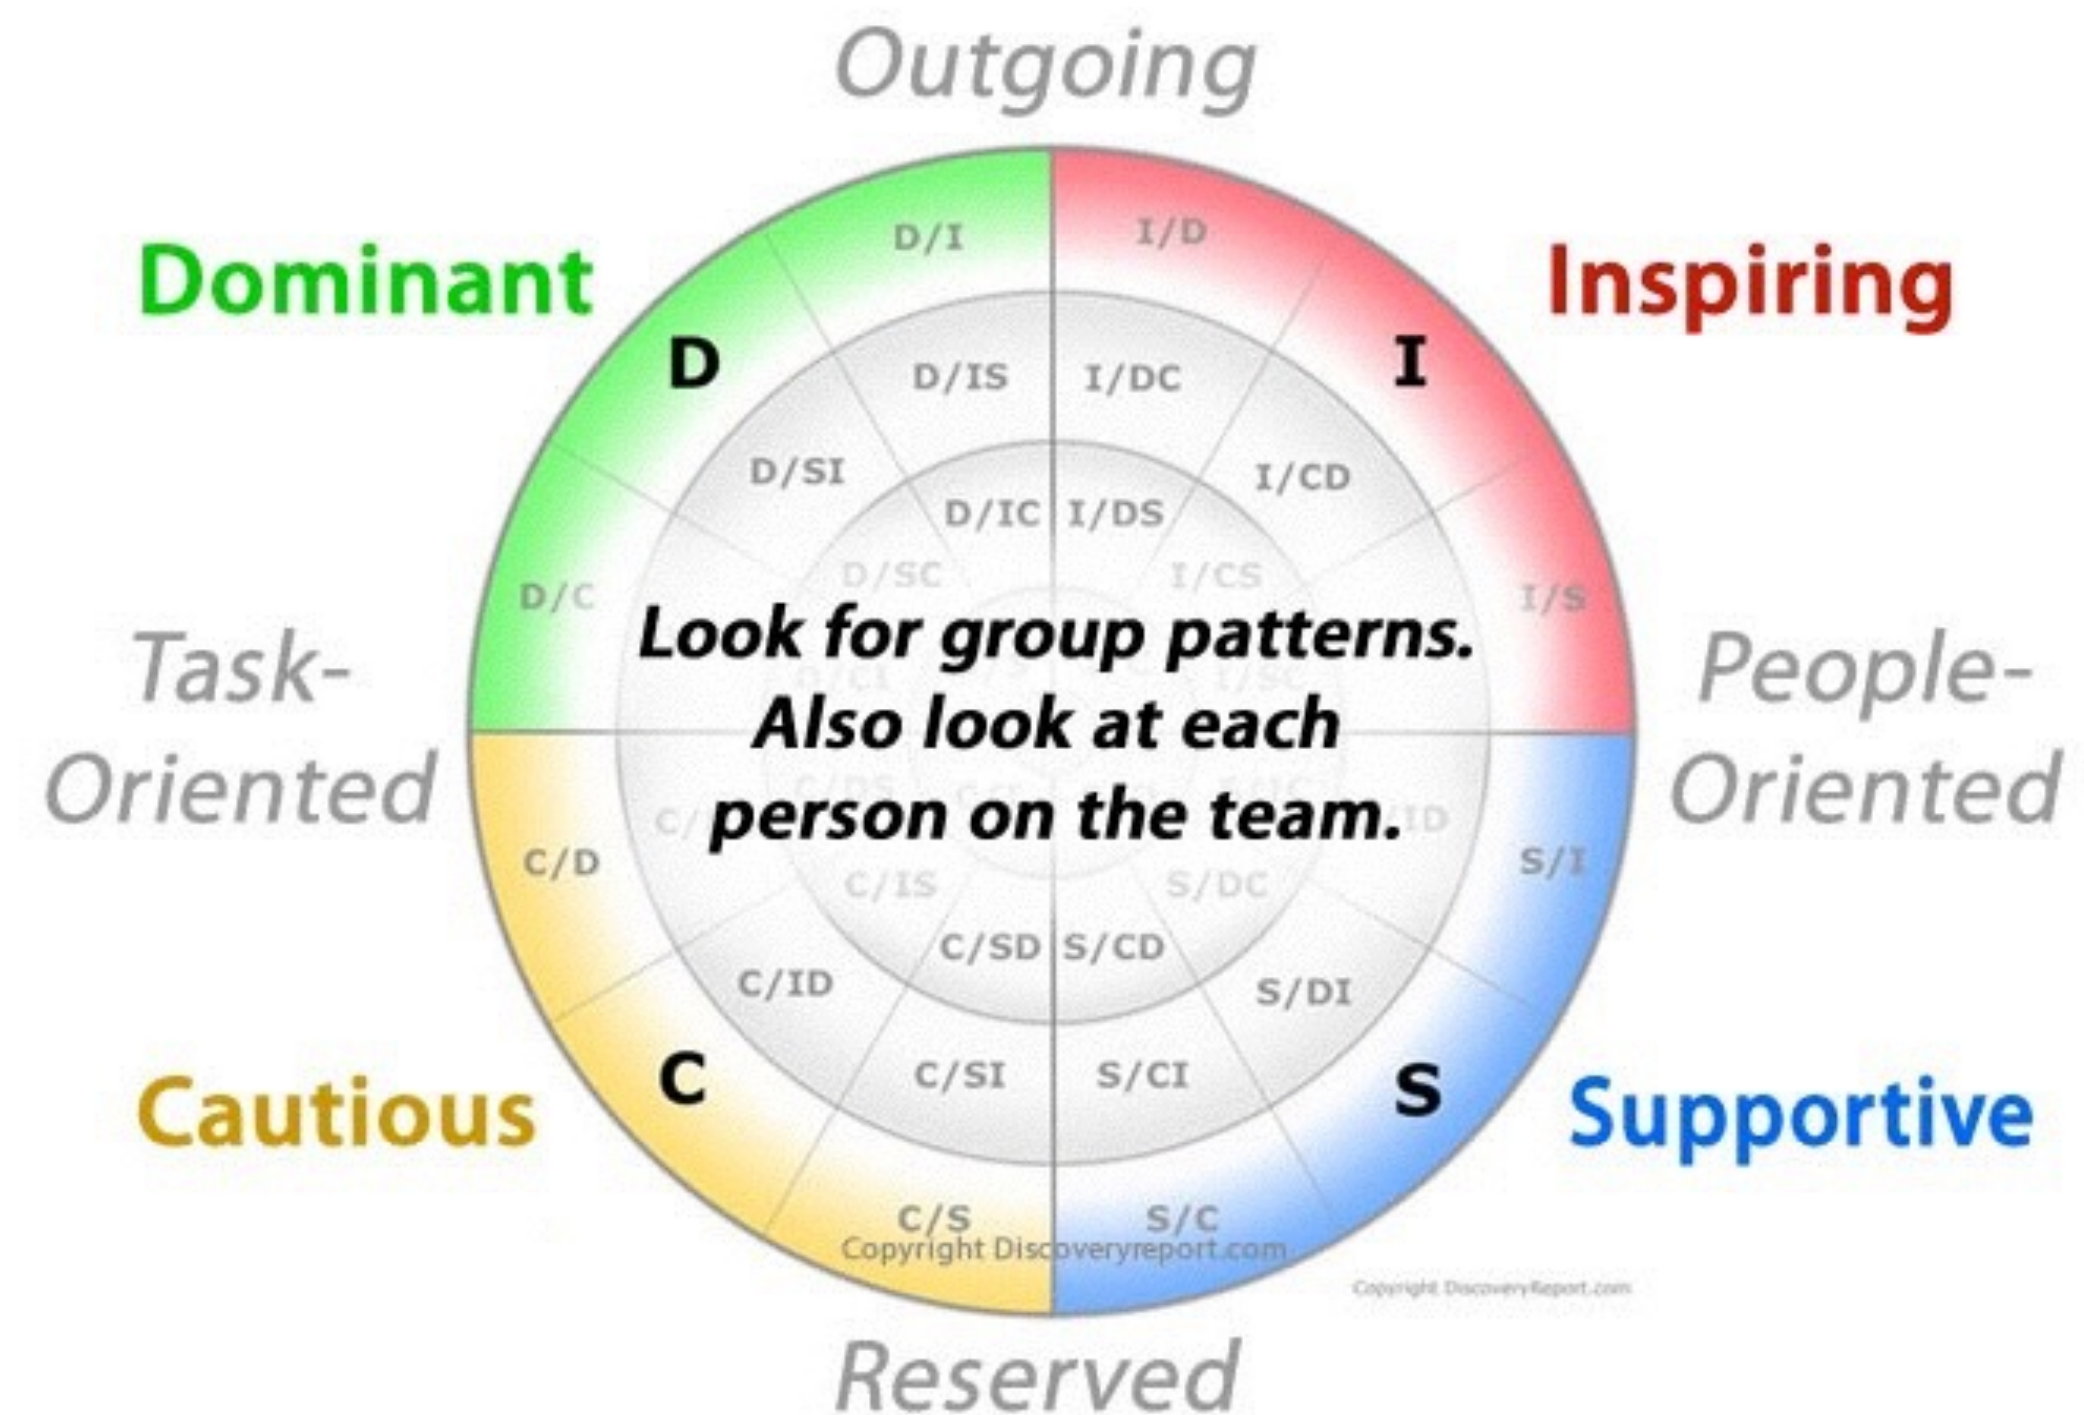 Outgoing
D/I
I/D
Dominant
Inspiring
D
I
D/IS
I/DC
D/SI
I/CD
D/IC
I/DS
D/SC
I/CS
D/C
I/S
Look for group patterns.
Also look at each
person on the team.
Task-
Oriented
People-
Oriented
C/D
S/I
C/IS
S/DC
C/SD
S/CD
C/ID
S/DI
C
S
C/SI
S/CI
Cautious
Supportive
C/S
S/C
Copyright Discoveryreport.com
Copyright DiscoveryReport.com
Reserved